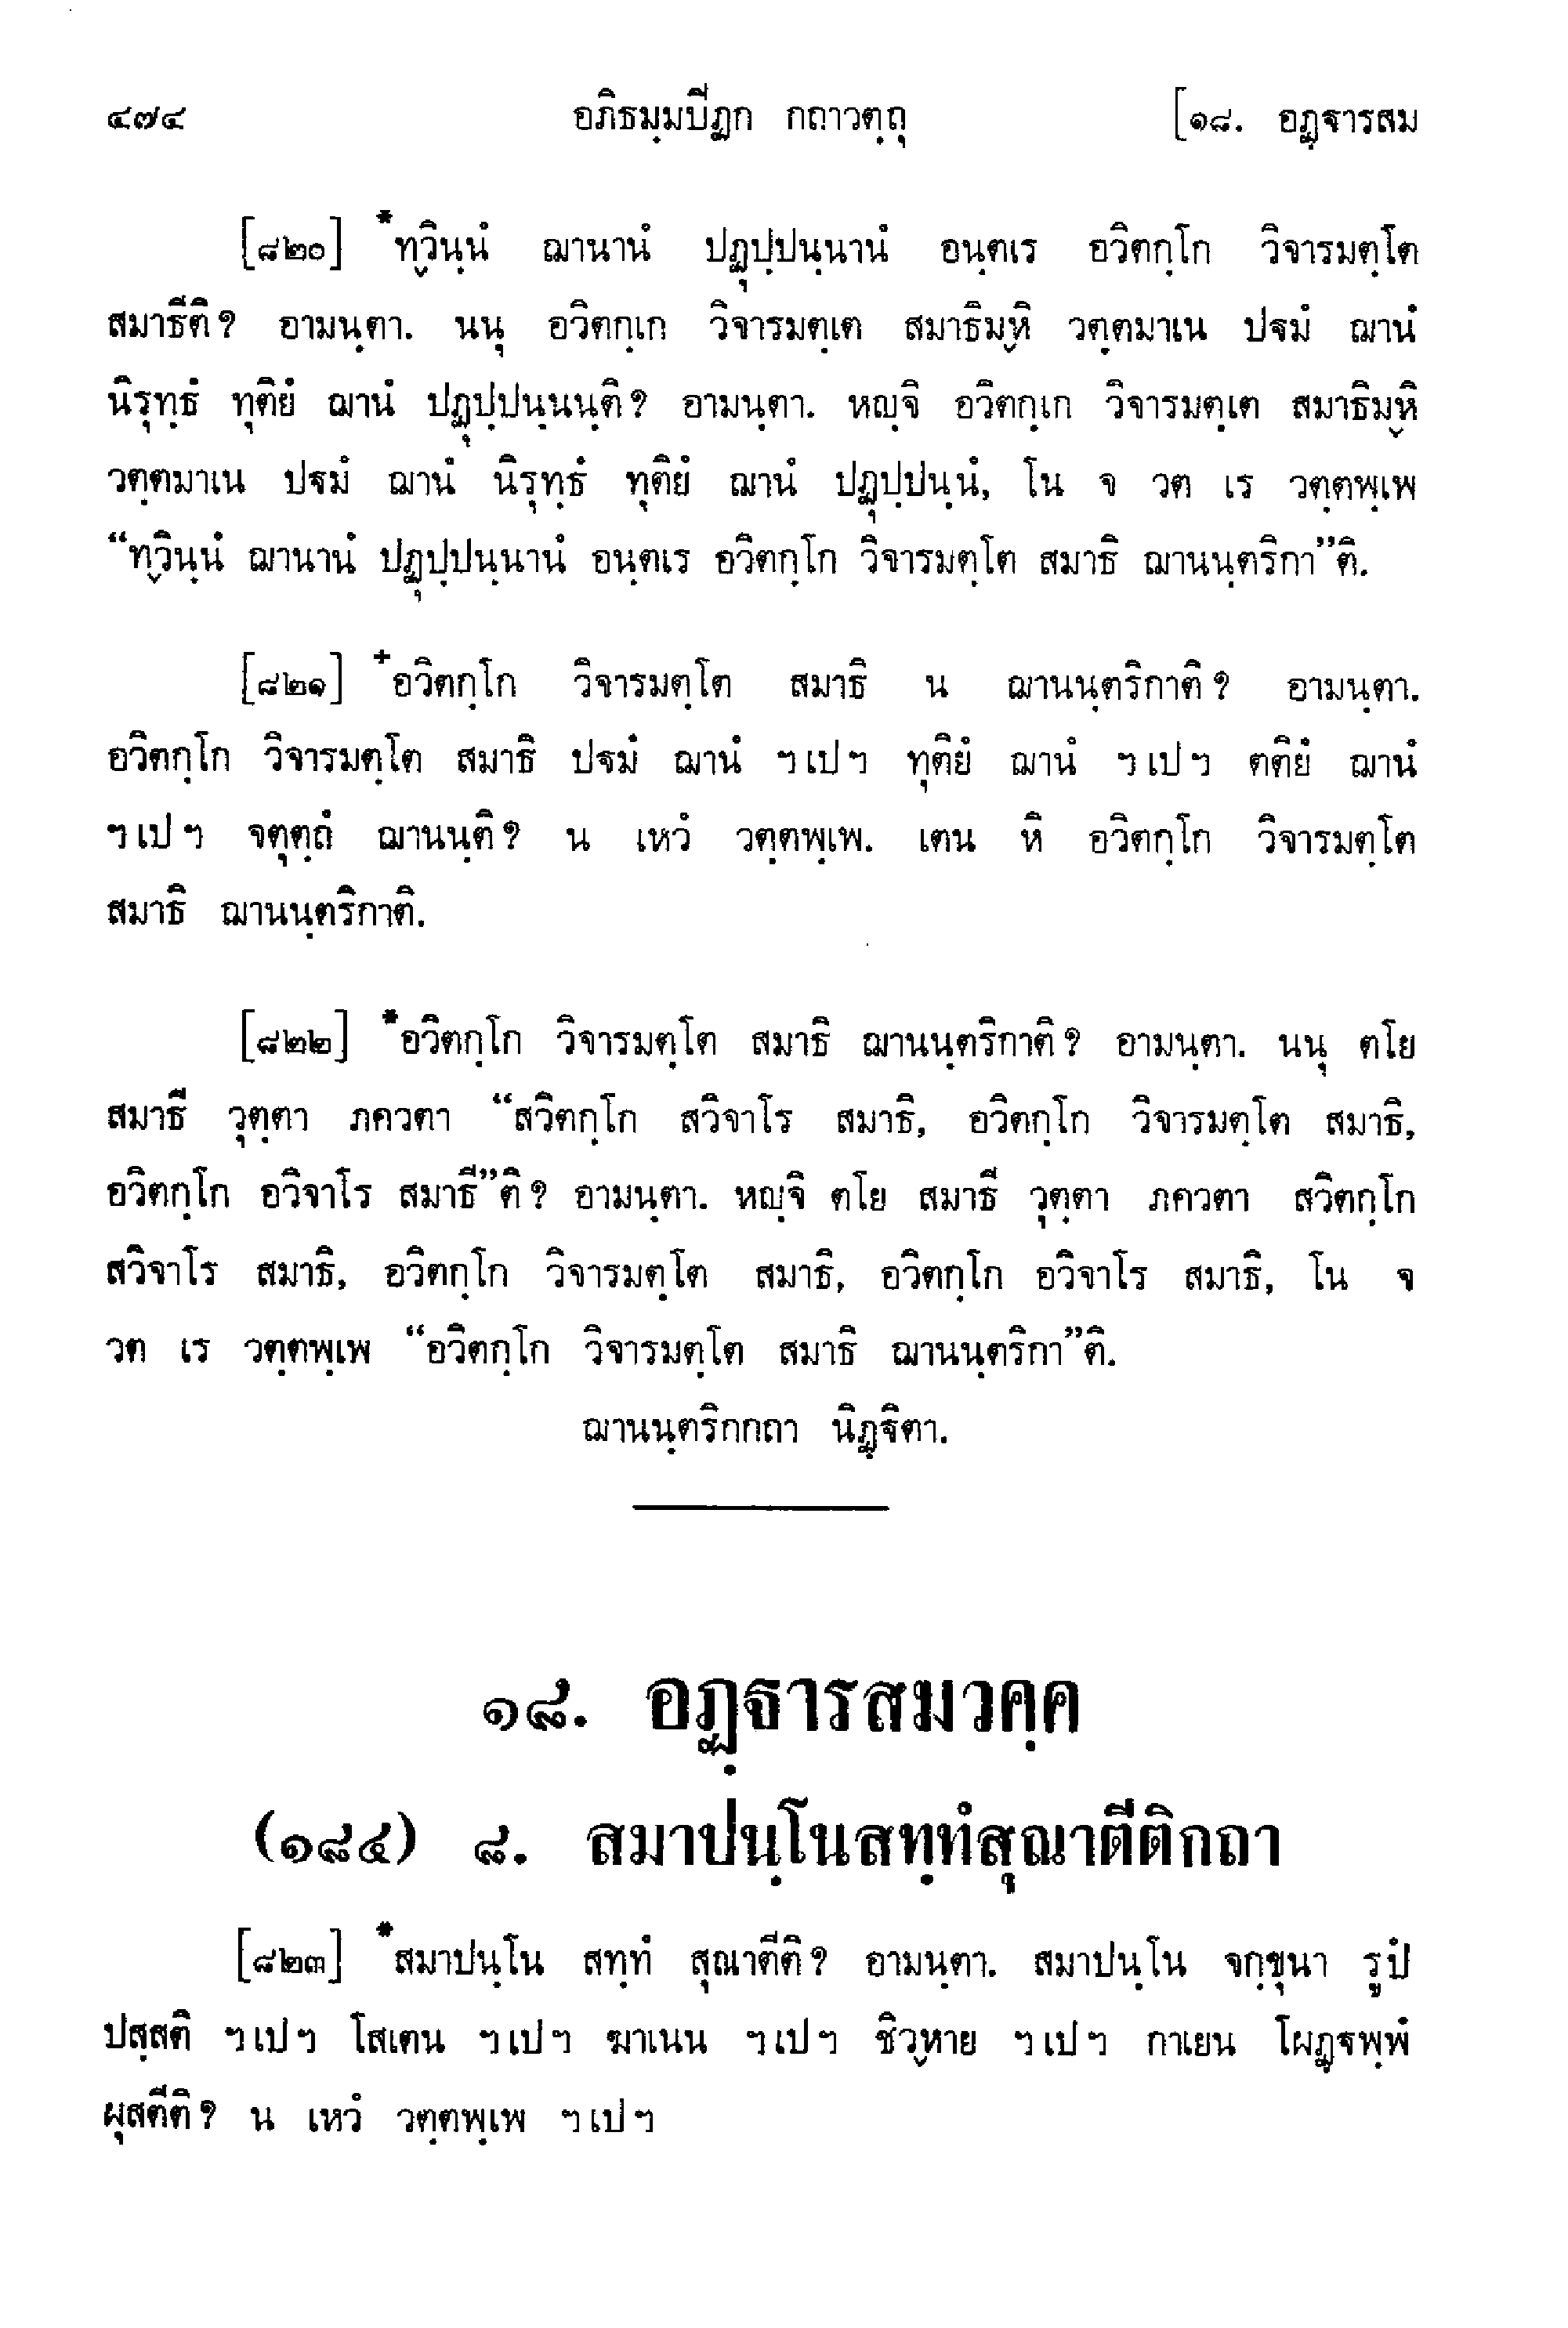 ๔๗๔ อภิธมฺมปิฏก กถาวตฺถุ [๑๘. อฏฺฐารสม
[๘๒๐] *ทฺวินฺนํ ฌานานํ ปฏุปฺปนฺนานํ อนฺตเร อวิตกฺโก วิจารมตฺโต
สมาธีติ? อามนฺตา. นนุ อวิตกฺเก วิจารมตฺเต สมาธิมฺหิ วตฺตมาเน ปฐมํ ฌานํ
นิรุทฺธํ ทุติยํ ฌานํ ปฏุปฺปนฺนนฺติ? อามนฺตา. หญฺจิ อวิตกฺเก วิจารมตฺเต สมาธิมฺหิ
วตฺตมาเน ปฐมํ ฌานํ นิรุทฺธํ ทุติยํ ฌานํ ปฏุปฺปนฺนํ, โน จ วต เร วตฺตพฺเพ
“ทฺวินฺนํ ฌานานํ ปฏุปฺปนฺนานํ อนฺตเร อวิตกฺโก วิจารมตฺโต สมาธิ ฌานนฺตริกา”ติ.
[๘๒๑] +อวิตกฺโก วิจารมตฺโต สมาธิ น ฌานนฺตริกาติ? อามนฺตา.
อวิตกฺโก วิจารมตฺโต สมาธิ ปฐมํ ฌานํ ฯเปฯ ทุติยํ ฌานํ ฯเปฯ ตติยํ ฌานํ
ฯเปฯ จตุตฺถํ ฌานนฺติ? น เหวํ วตฺตพฺเพ. เตน หิ อวิตกฺโก วิจารมตฺโต
สมาธิ ฌานนฺตริกาติ.
[๘๒๒] *อวิตกฺโก วิจารมตฺโต สมาธิ ฌานนฺตริกาติ? อามนฺตา. นนุ ตโย
สมาธี วุตฺตา ภควตา “สวิตกฺโก สวิจาโร สมาธิ, อวิตกฺโก วิจารมตฺโต สมาธิ,
อวิตกฺโก อวิจาโร สมาธี”ติ? อามนฺตา. หญฺจิ ตโย สมาธี วุตฺตา ภควตา สวิตกฺโก
สวิจาโร สมาธิ, อวิตกฺโก วิจารมตฺโต สมาธิ, อวิตกฺโก อวิจาโร สมาธิ, โน จ
วต เร วตฺตพฺเพ “อวิตกฺโก วิจารมตฺโต สมาธิ ฌานนฺตริกา”ติ.
ฌานนฺตริกกถา นิฏฺฐิตา.
๑๘. อฏฺฐารสมวคฺค
(๑๘๔) ๘. สมาปนฺโนสทฺทํสุณาตีติกถา
[๘๒๓] *สมาปนฺโน สทฺทํ สุณาตีติ? อามนฺตา. สมาปนฺโน จกฺขุนา รูปํ
ปสฺสติ ฯเปฯ โสเตน ฯเปฯ ฆาเนน ฯเปฯ ชิวฺหาย ฯเปฯ กาเยน โผฏฺฐพฺพํ
ผุสตีติ? น เหวํ วตฺตพฺเพ ฯเปฯ